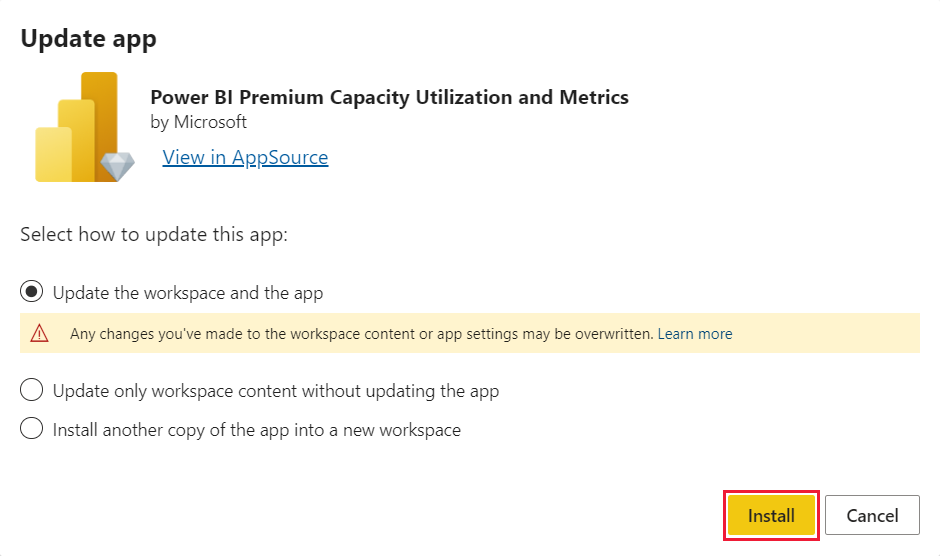 Update app
Power BI Premium Capacity Utilization and Metrics
by Microsoft
View in AppSource
Select how to update this app:
Update the workspace and the app
Any changes you've made to the workspace content or app settings may be overwritten. Learn more
Update only workspace content without updating the app
Install another copy of the app into a new workspace
Install
Cancel